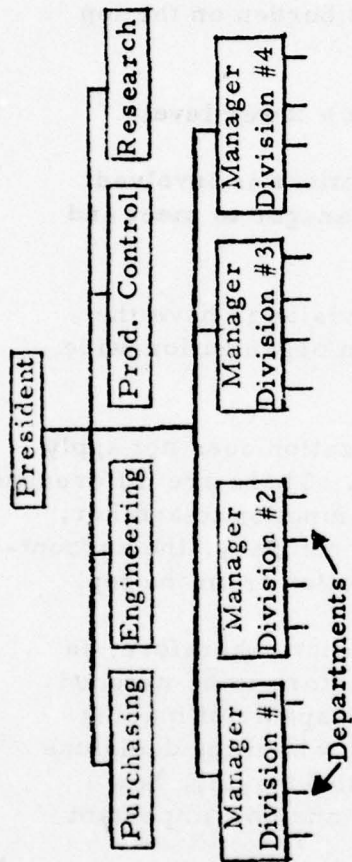 President
Purchasing Engineering Prod. Control Research
Manager Division #1
Manager Division #2
Manager Division #3
Manager Division #4
Departments